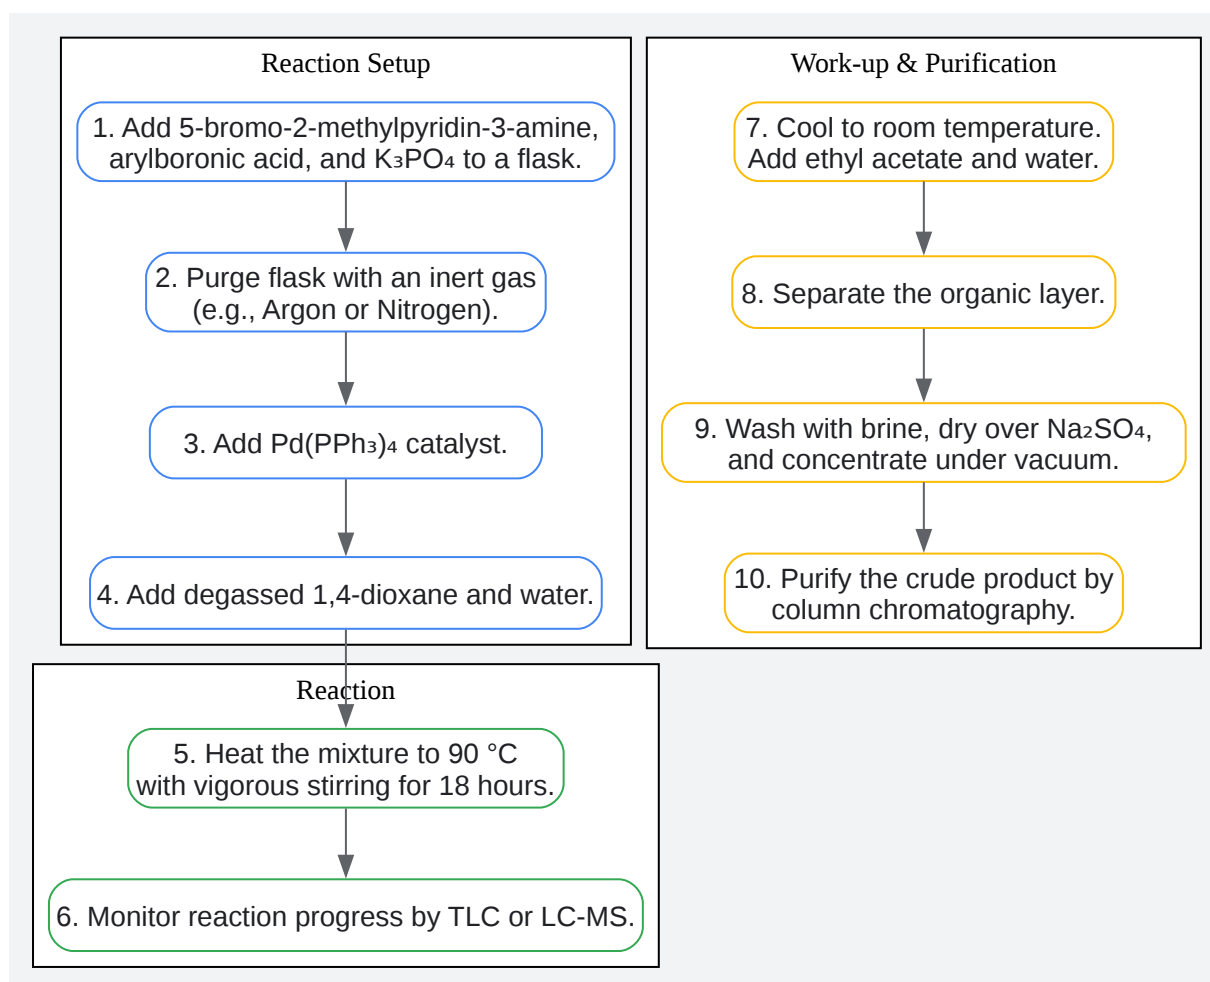 Reaction Setup
1. Add 5-bromo-2-methylpyridin-3-amine,
arylboronic acid, and K₃PO₄ to a flask.
2. Purge flask with an inert gas
(e.g., Argon or Nitrogen).
3. Add Pd(PPh₃)₄ catalyst.
4. Add degassed 1,4-dioxane and water.
Reaction
5. Heat the mixture to 90 °C
with vigorous stirring for 18 hours.
6. Monitor reaction progress by TLC or LC-MS.
Work-up & Purification
7. Cool to room temperature.
Add ethyl acetate and water.
8. Separate the organic layer.
9. Wash with brine, dry over Na₂SO₄,
and concentrate under vacuum.
10. Purify the crude product by
column chromatography.